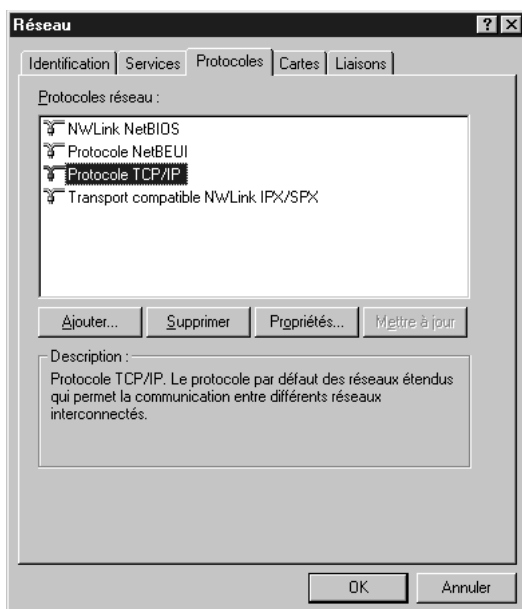 Réseau
Identification Services Protocoles Cartes Liaisons
Protocoles réseau :
NWLink NetBIOS
Protocole NetBEUI
Protocole TCP/IP
Transport compatible NWLink IPX/SPX
Ajouter... Supprimer Propriétés... Mettre à jour
Description :
Protocole TCP/IP. Le protocole par défaut des réseaux étendus
qui permet la communication entre différents réseaux
interconnectés.
OK Annuler